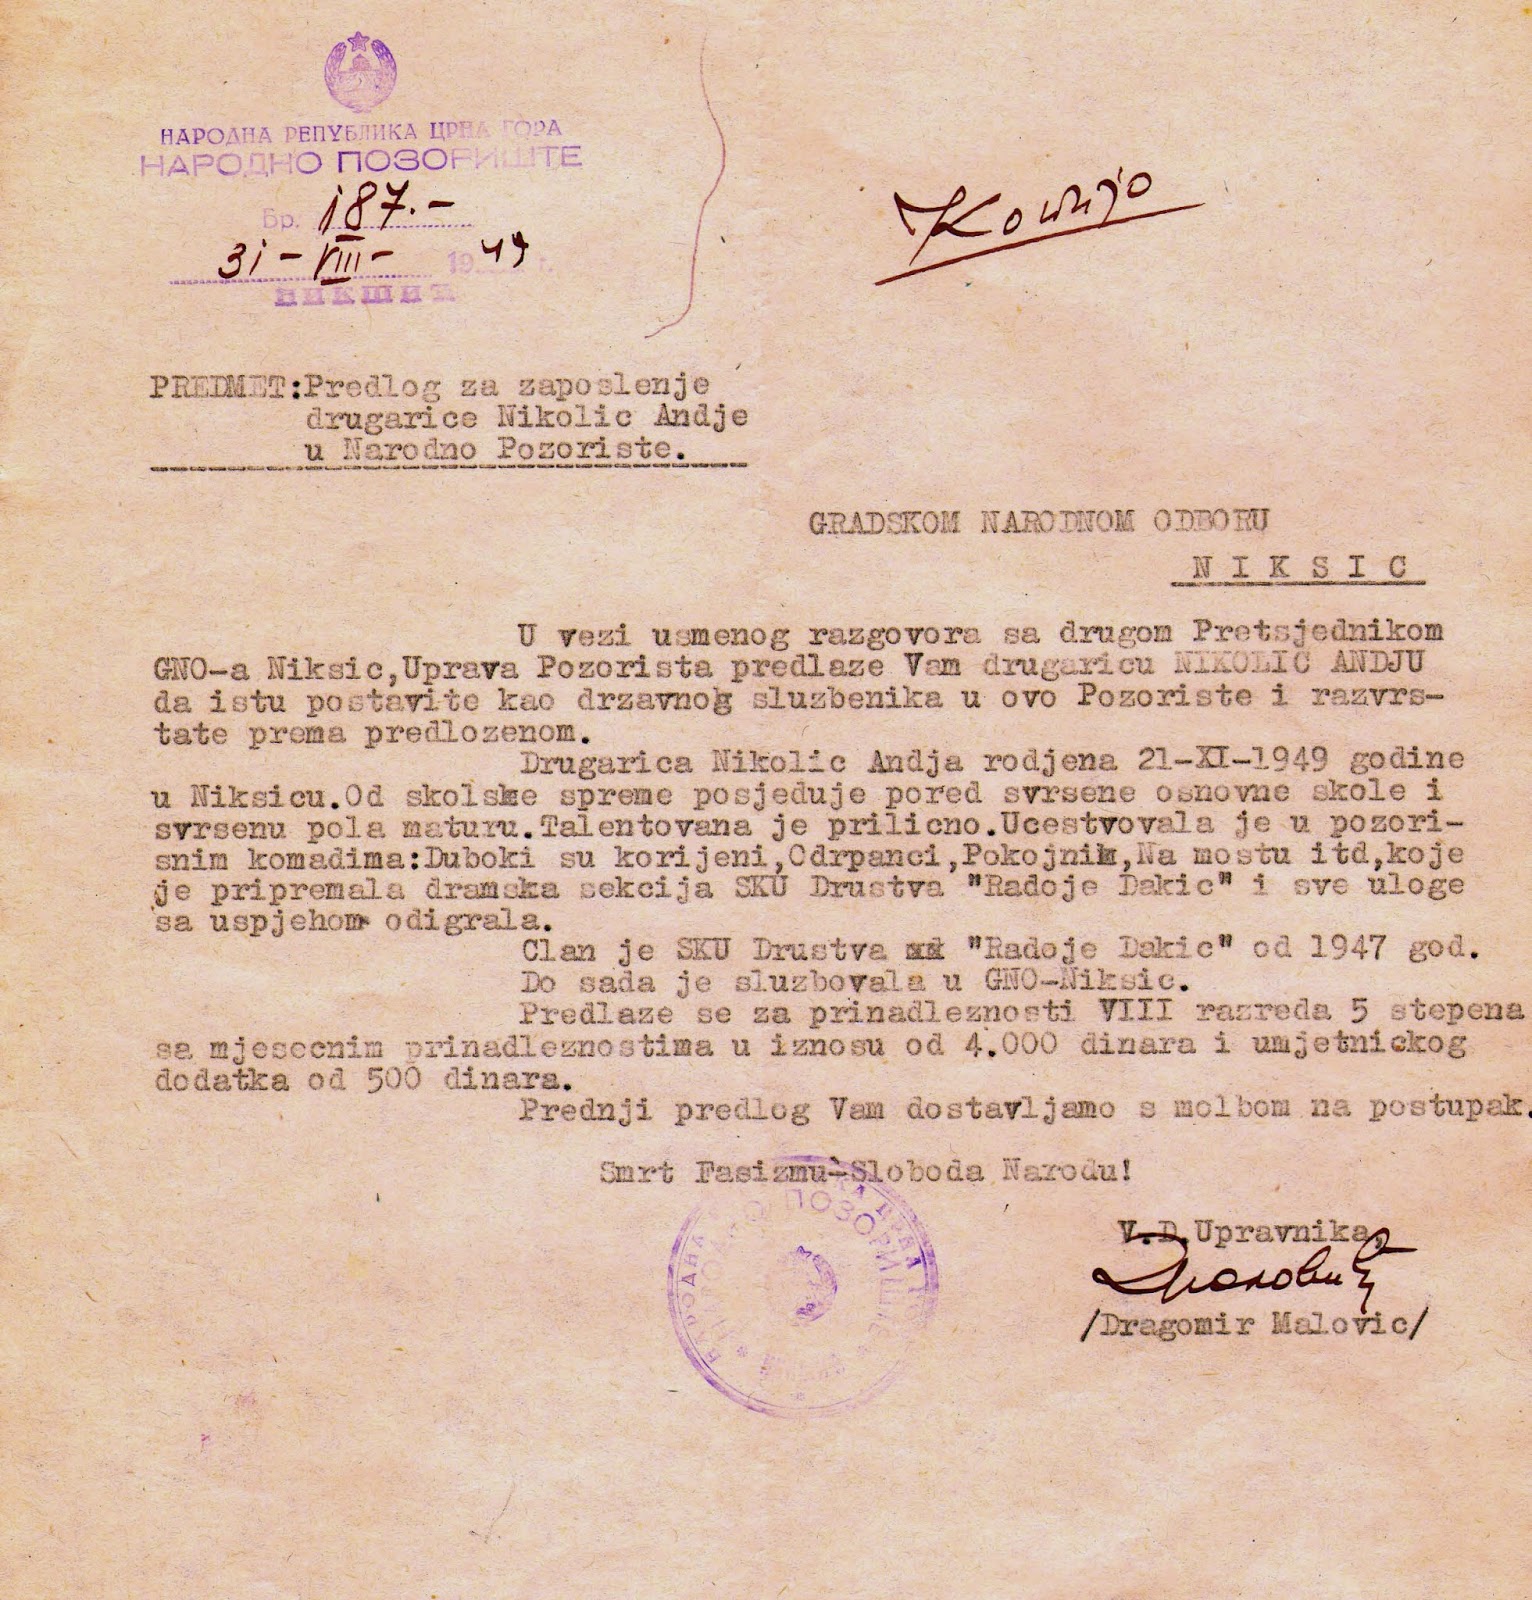 НАРОДНА РЕПУБЛИКА ЦРНА ГОРА
НАРОДНО ПОЗОРИШТЕ
Бр. 187.-
31-VIII- 1949 г.
НИКШИЋ
Копија
PREDMET:Predlog za zaposlenje
drugarice Nikolic Andje
u Narodno Pozoriste.
GRADSKOM NARODNOM ODBORU
N I K S I C
U vezi usmenog razgovora sa drugom Pretsjednikom
GNO-a Niksic,Uprava Pozorista predlaze Vam drugaricu NIKOLIC ANDJU
da istu postavite kao drzavnog sluzbenika u ovo Pozoriste i razvrs-
tate prema predlozenom.
Drugarica Nikolic Andja rodjena 21-XI-1949 godine
u Niksicu.Od skolske spreme posjeduje pored svrsene osnovne skole i
svrsenu pola maturu.Talentovana je prilicno.Ucestvovala je u pozori-
snim komadima:Duboki su korijeni,Odrpanci,Pokojnik,Na mostu itd,koje
je pripremala dramska sekcija SKU Drustva "Radoje Dakic" i sve uloge
sa uspjehom odigrala.
Clan je SKU Drustva "Radoje Dakic" od 1947 god.
Do sada je sluzbovala u GNO-Niksic.
Predlaze se za prinadleznosti VIII razreda 5 stepena
sa mjesecnim prinadleznostima u iznosu od 4.000 dinara i umjetnickog
dodatka od 500 dinara.
Prednji predlog Vam dostavljamo s molbom na postupak.
Smrt Fasizmu-Sloboda Narodu!
V.D.Upravnika,
/Dragomir Malovic/